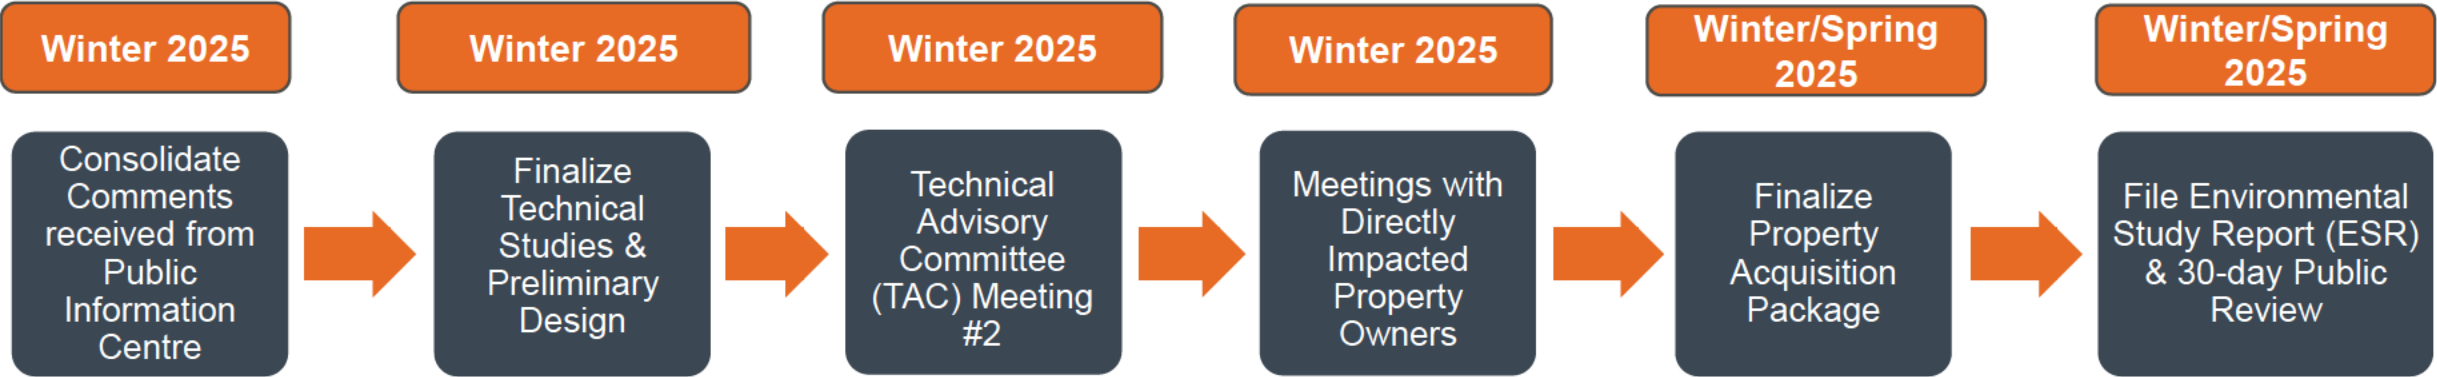 Winter 2025
Winter 2025
Winter 2025
Winter 2025
Winter/Spring
2025
Winter/Spring
2025
Consolidate
Comments
received from
Public
Information
Centre
Finalize
Technical
Studies &
Preliminary
Design
Technical
Advisory
Committee
(TAC) Meeting
#2
Meetings with
Directly
Impacted
Property
Owners
Finalize
Property
Acquisition
Package
File Environmental
Study Report (ESR)
& 30-day Public
Review